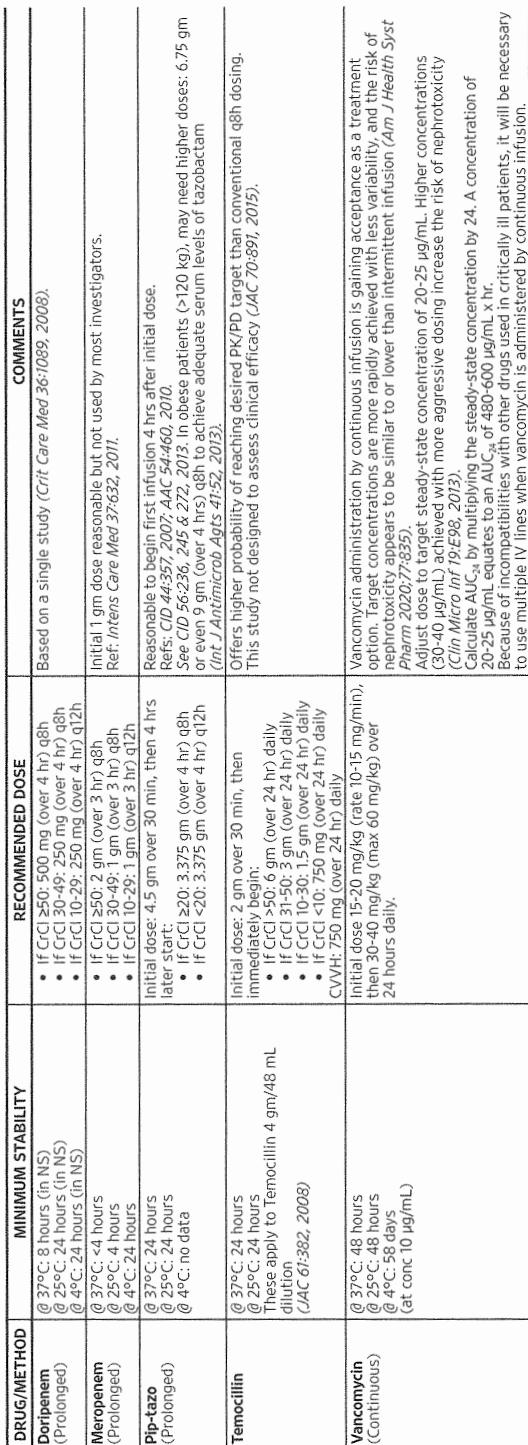 DRUG/METHOD MINIMUM STABILITY RECOMMENDED DOSE COMMENTS
Doripenem
(Prolonged)
@ 37°C: 8 hours (in NS)
@ 25°C: 24 hours (in NS)
@ 4°C: 24 hours (in NS)
• If CrCl ≥50: 500 mg (over 4 hr) q8h
• If CrCl 30-49: 250 mg (over 4 hr) q8h
• If CrCl 10-29: 250 mg (over 4 hr) q12h
Based on a single study (Crit Care Med 36:1089, 2008).
Meropenem
(Prolonged)
@ 37°C: <4 hours
@ 25°C: 4 hours
@ 4°C: 24 hours
• If CrCl ≥50: 2 gm (over 3 hr) q8h
• If CrCl 30-49: 1 gm (over 3 hr) q8h
• If CrCl 10-29: 1 gm (over 3 hr) q12h
Initial 1 gm dose reasonable but not used by most investigators.
Ref: Intens Care Med 37:632, 2011.
Pip-tazo
(Prolonged)
@ 37°C: 24 hours
@ 25°C: 24 hours
@ 4°C: no data
Initial dose: 4.5 gm over 30 min, then 4 hrs
later start:
• If CrCl ≥20: 3.375 gm (over 4 hr) q8h
• If CrCl <20: 3.375 gm (over 4 hr) q12h
Reasonable to begin first infusion 4 hrs after initial dose.
Refs: CID 44:357, 2007; AAC 54:460, 2010.
See CID 56:236, 245 & 272, 2013. In obese patients (>120 kg), may need higher doses: 6.75 gm
or even 9 gm (over 4 hrs) q8h to achieve adequate serum levels of tazobactam
(Int J Antimicrob Agts 41:52, 2013).
Temocillin
@ 37°C: 24 hours
@ 25°C: 24 hours
These apply to Temocillin 4 gm/48 mL
dilution
(JAC 61:382, 2008)
Initial dose: 2 gm over 30 min, then
immediately begin:
• If CrCl >50: 6 gm (over 24 hr) daily
• If CrCl 31-50: 3 gm (over 24 hr) daily
• If CrCl 10-30: 1.5 gm (over 24 hr) daily
• If CrCl <10: 750 mg (over 24 hr) daily
CVVH: 750 mg (over 24 hr) daily
Offers higher probability of reaching desired PK/PD target than conventional q8h dosing.
This study not designed to assess clinical efficacy (JAC 70:891, 2015).
Vancomycin
(Continuous)
@ 37°C: 48 hours
@ 25°C: 48 hours
@ 4°C: 58 days
(at conc 10 µg/mL)
Initial dose 15-20 mg/kg (rate 10-15 mg/min),
then 30-40 mg/kg (max 60 mg/kg) over
24 hours daily.
Vancomycin administration by continuous infusion is gaining acceptance as a treatment
option. Target concentrations are more rapidly achieved with less variability, and the risk of
nephrotoxicity appears to be similar to or lower than intermittent infusion (Am J Health Syst
Pharm 2020;77:835).
Adjust dose to target steady-state concentration of 20-25 µg/mL. Higher concentrations
(30-40 µg/mL) achieved with more aggressive dosing increase the risk of nephrotoxicity
(Clin Micro Inf 19:E98, 2013).
Calculate AUC24 by multiplying the steady-state concentration by 24. A concentration of
20-25 µg/mL equates to an AUC24 of 480-600 µg/mL x hr.
Because of incompatibilities with other drugs used in critically ill patients, it will be necessary
to use multiple IV lines when vancomycin is administered by continuous infusion.